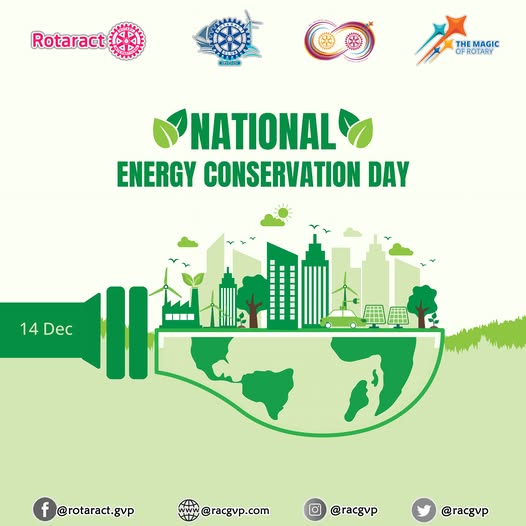 Rotaract
THE MAGIC
OF ROTARY
NATIONAL
ENERGY CONSERVATION DAY
14 Dec
@rotaract.gvp
@racgvp.com
@racgvp
@racgvp